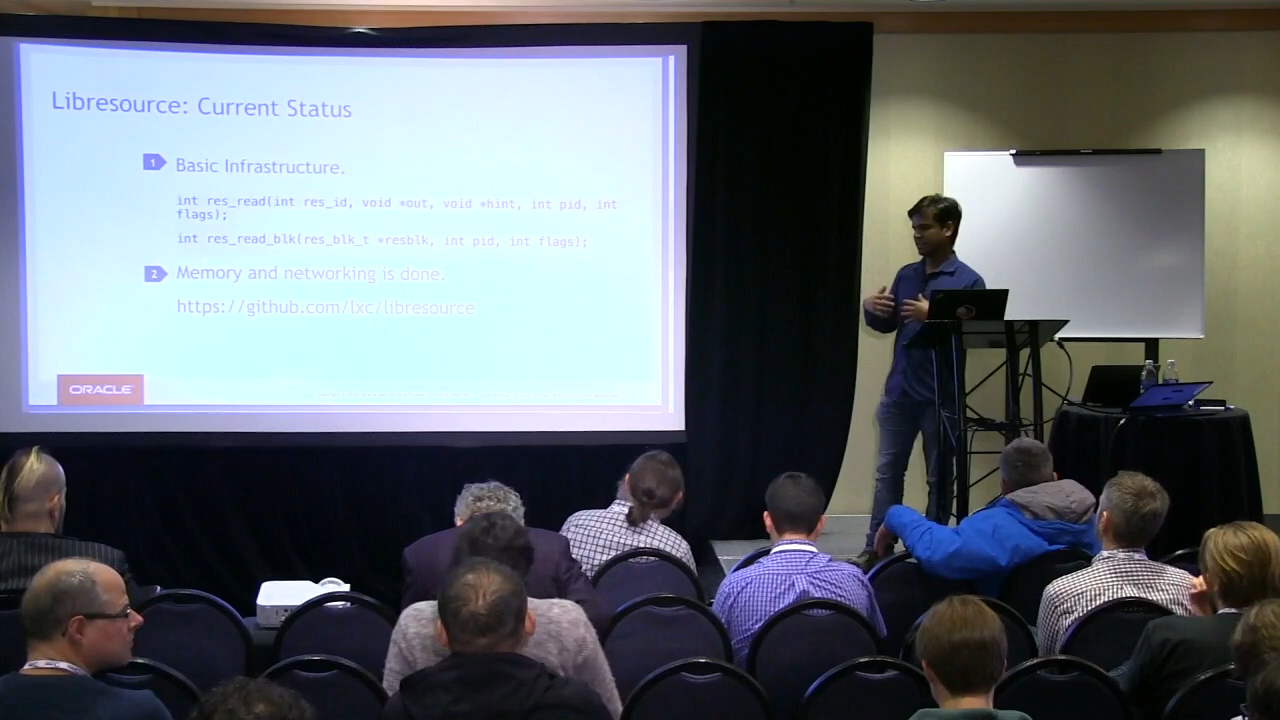 Libresource: Current Status
1 Basic Infrastructure.
int res_read(int res_id, void *out, void *hint, int pid, int
flags);
int res_read_blk(res_blk_t *resblk, int pid, int flags);
2 Memory and networking is done.
https://github.com/lxc/libresource
ORACLE